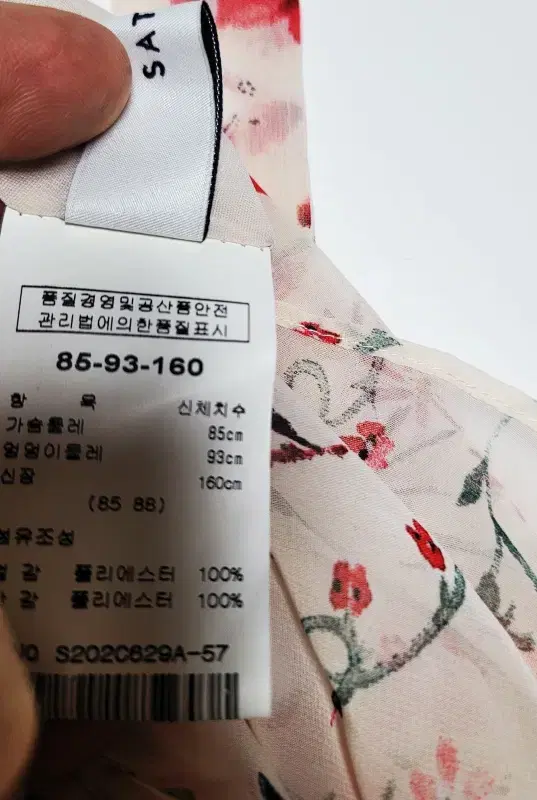 SAT
품질경영및공산품안전
관리법에의한품질표시
85-93-160
항 목 신체치수
가슴둘레 85cm
엉덩이둘레 93cm
신장 160cm
(85 88)
섬유조성
겉 감 폴리에스터 100%
안 감 폴리에스터 100%
NO S202C629A-57